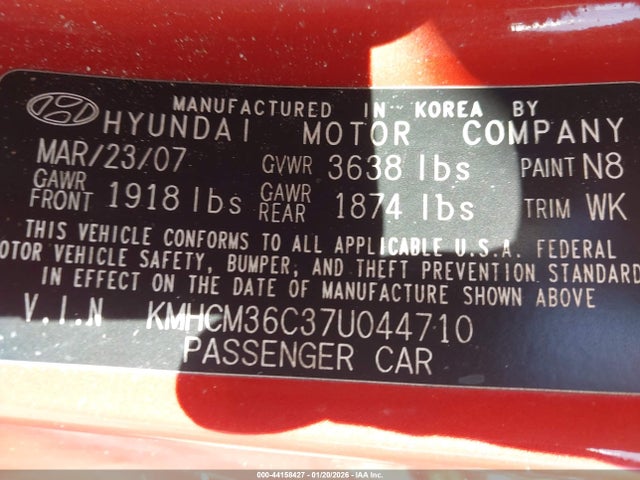 MANUFACTURED IN KOREA BY
HYUNDAI MOTOR COMPANY
MAR/23/07 GVWR 3638 lbs PAINT N8
GAWR FRONT 1918 lbs GAWR REAR 1874 lbs TRIM WK
THIS VEHICLE CONFORMS TO ALL APPLICABLE U.S.A. FEDERAL
OTOR VEHICLE SAFETY, BUMPER, AND THEFT PREVENTION STANDARD
IN EFFECT ON THE DATE OF MANUFACTURE SHOWN ABOVE
V.I.N KMHCM36C37U044710
PASSENGER CAR
000-44158427 - 01/20/2026 - IAA Inc.